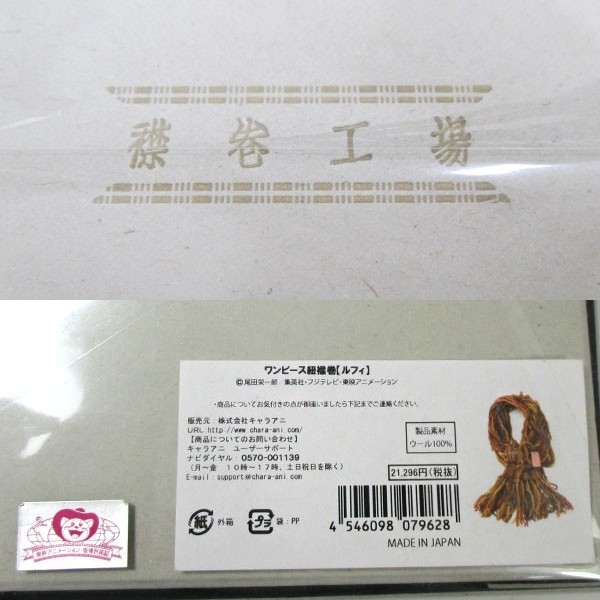 襟巻工場
ワンピース紐襟巻【ルフィ】
©尾田栄一郎 集英社・フジテレビ・東映アニメーション
・商品についてお気付きの点が御座いましたら下記までご連絡ください。
販売元：株式会社キャラアニ
URL http://www.chara-ani.com/
【商品についてのお問い合わせ】
キャラアニ ユーザーサポート
ナビダイヤル 0570-001139
(月～金 10時～17時、土日祝日を除く)
E-mail：support@chara-ani.com
製品素材
ウール100%
21,296円(税抜)
紙 外箱
プラ 袋：PP
4 546098 079628
MADE IN JAPAN
東映アニメーション